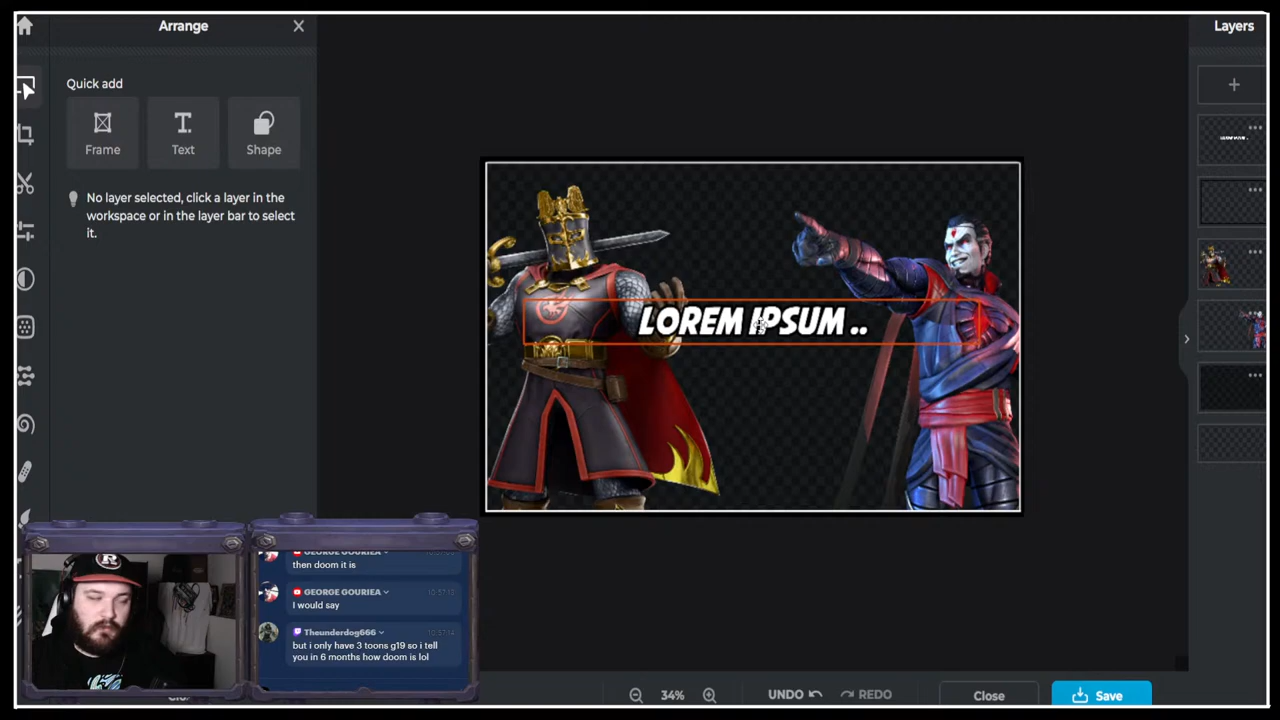 Arrange
Layers
Quick add
Frame
Text
Shape
No layer selected, click a layer in the
workspace or in the layer bar to select
it.
LOREM IPSUM ..
GEORGE GOURIEA
then doom it is
GEORGE GOURIEA
I would say
Theunderdog666
but i only have 3 toons g19 so i tell
you in 6 months how doom is lol
34%
UNDO
REDO
Close
Save